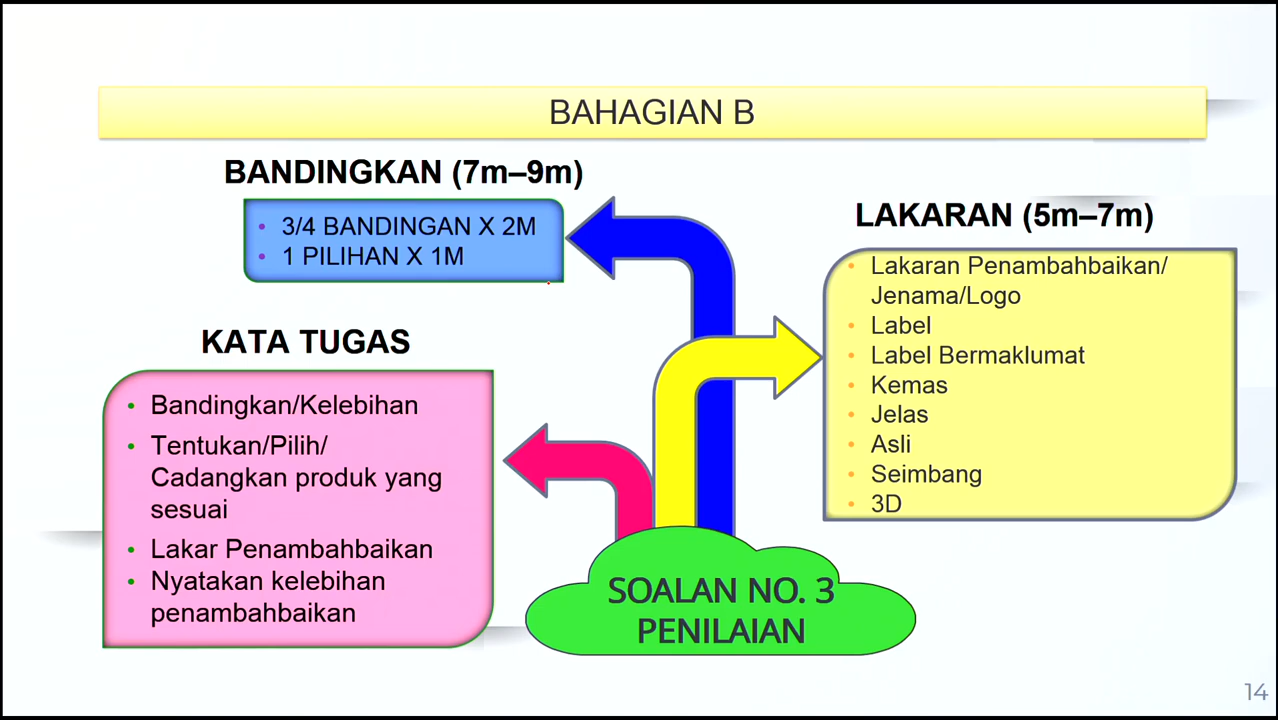 BAHAGIAN B
BANDINGKAN (7m–9m)
• 3/4 BANDINGAN X 2M
• 1 PILIHAN X 1M
LAKARAN (5m–7m)
• Lakaran Penambahbaikan/
Jenama/Logo
• Label
• Label Bermaklumat
• Kemas
• Jelas
• Asli
• Seimbang
• 3D
KATA TUGAS
• Bandingkan/Kelebihan
• Tentukan/Pilih/
Cadangkan produk yang
sesuai
• Lakar Penambahbaikan
• Nyatakan kelebihan
penambahbaikan
SOALAN NO. 3
PENILAIAN
14